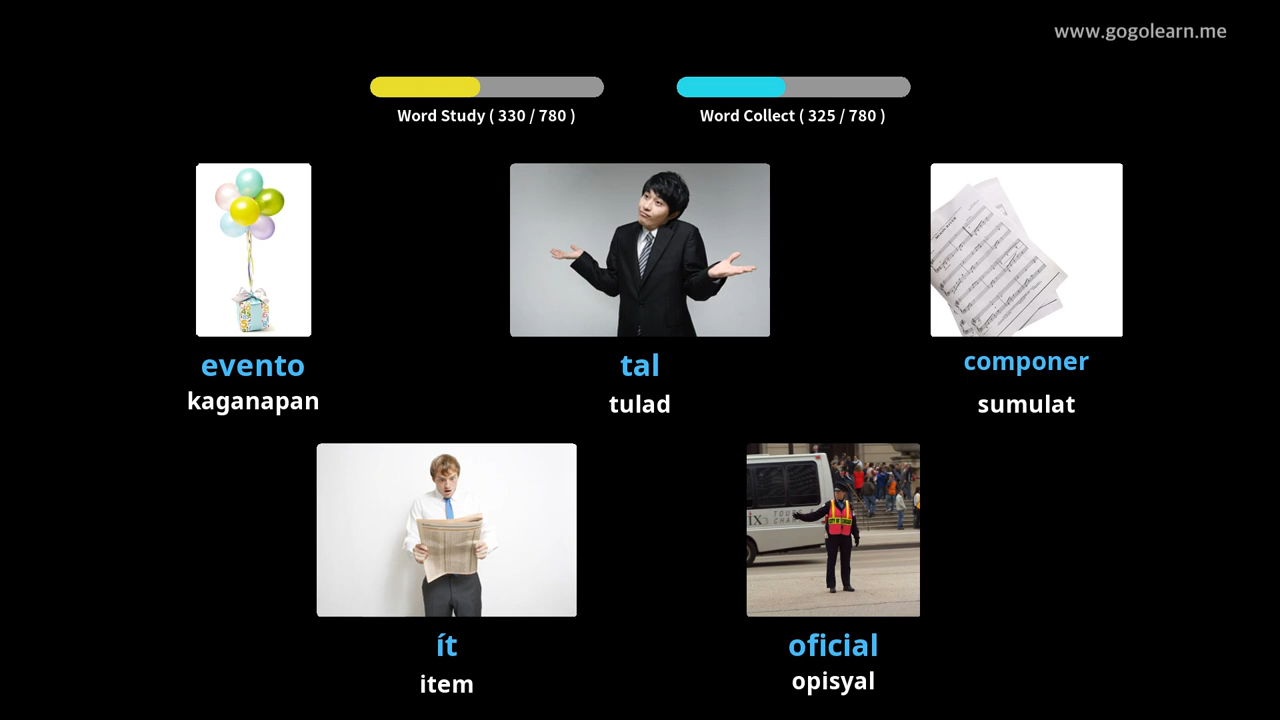 www.gogolearn.me
Word Study ( 330 / 780 )
Word Collect ( 325 / 780 )
evento
kaganapan
tal
tulad
componer
sumulat
ít
item
oficial
opisyal